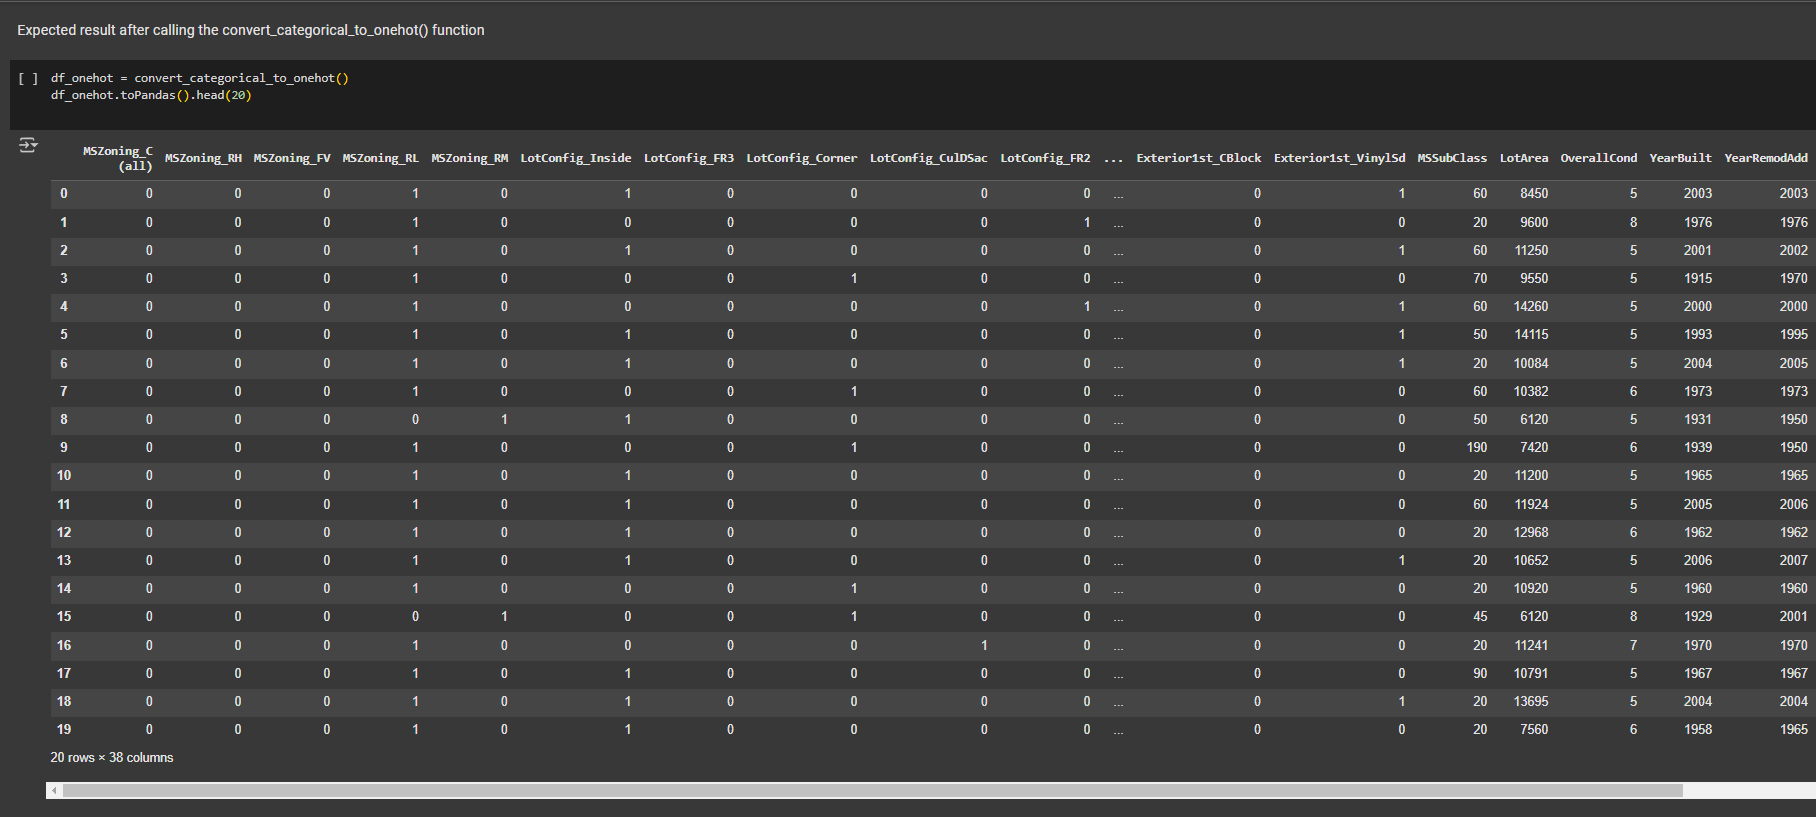 Expected result after calling the convert_categorical_to_onehot() function
[ ] df_onehot = convert_categorical_to_onehot()
df_onehot.toPandas().head(20)
MSZoning_C (all) MSZoning_RH MSZoning_FV MSZoning_RL MSZoning_RM LotConfig_Inside LotConfig_FR3 LotConfig_Corner LotConfig_CulDSac LotConfig_FR2 ... Exterior1st_CBlock Exterior1st_VinylSd MSSubClass LotArea OverallCond YearBuilt YearRemodAdd
0 0 0 0 1 0 1 0 0 0 0 ... 0 1 60 8450 5 2003 2003
1 0 0 0 1 0 0 0 0 0 1 ... 0 0 20 9600 8 1976 1976
2 0 0 0 1 0 1 0 0 0 0 ... 0 1 60 11250 5 2001 2002
3 0 0 0 1 0 0 0 1 0 0 ... 0 0 70 9550 5 1915 1970
4 0 0 0 1 0 0 0 0 0 1 ... 0 1 60 14260 5 2000 2000
5 0 0 0 1 0 1 0 0 0 0 ... 0 1 50 14115 5 1993 1995
6 0 0 0 1 0 1 0 0 0 0 ... 0 1 20 10084 5 2004 2005
7 0 0 0 1 0 0 0 1 0 0 ... 0 0 60 10382 6 1973 1973
8 0 0 0 0 1 1 0 0 0 0 ... 0 0 50 6120 5 1931 1950
9 0 0 0 1 0 0 0 1 0 0 ... 0 0 190 7420 6 1939 1950
10 0 0 0 1 0 1 0 0 0 0 ... 0 0 20 11200 5 1965 1965
11 0 0 0 1 0 1 0 0 0 0 ... 0 0 60 11924 5 2005 2006
12 0 0 0 1 0 1 0 0 0 0 ... 0 0 20 12968 6 1962 1962
13 0 0 0 1 0 1 0 0 0 0 ... 0 1 20 10652 5 2006 2007
14 0 0 0 1 0 0 0 1 0 0 ... 0 0 20 10920 5 1960 1960
15 0 0 0 0 1 0 0 1 0 0 ... 0 0 45 6120 8 1929 2001
16 0 0 0 1 0 0 0 0 1 0 ... 0 0 20 11241 7 1970 1970
17 0 0 0 1 0 1 0 0 0 0 ... 0 0 90 10791 5 1967 1967
18 0 0 0 1 0 1 0 0 0 0 ... 0 1 20 13695 5 2004 2004
19 0 0 0 1 0 1 0 0 0 0 ... 0 0 20 7560 6 1958 1965
20 rows × 38 columns